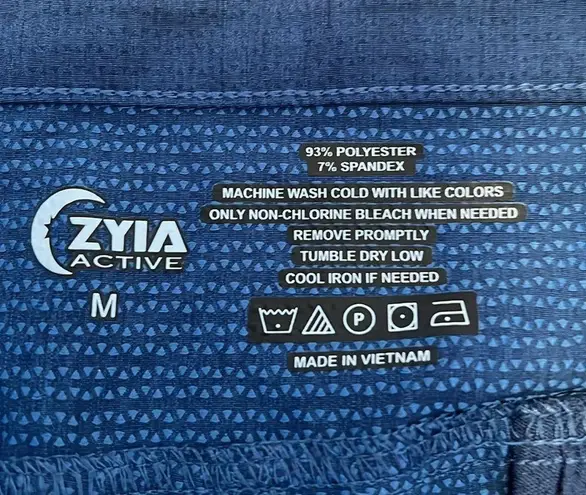 93% POLYESTER
7% SPANDEX
MACHINE WASH COLD WITH LIKE COLORS
ONLY NON-CHLORINE BLEACH WHEN NEEDED
REMOVE PROMPTLY
TUMBLE DRY LOW
COOL IRON IF NEEDED
P
MADE IN VIETNAM
ZYIA
ACTIVE
M